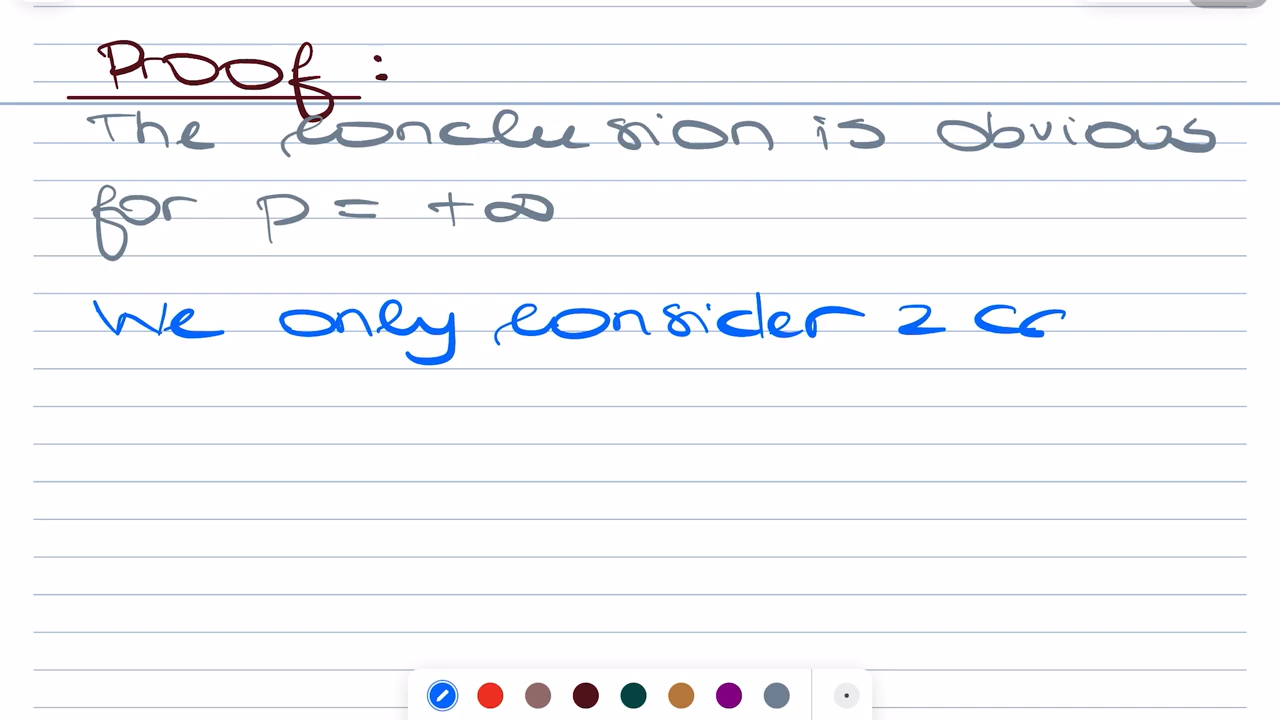 Proof :
The conclusion is obvious
for p = +∞
We only consider 2